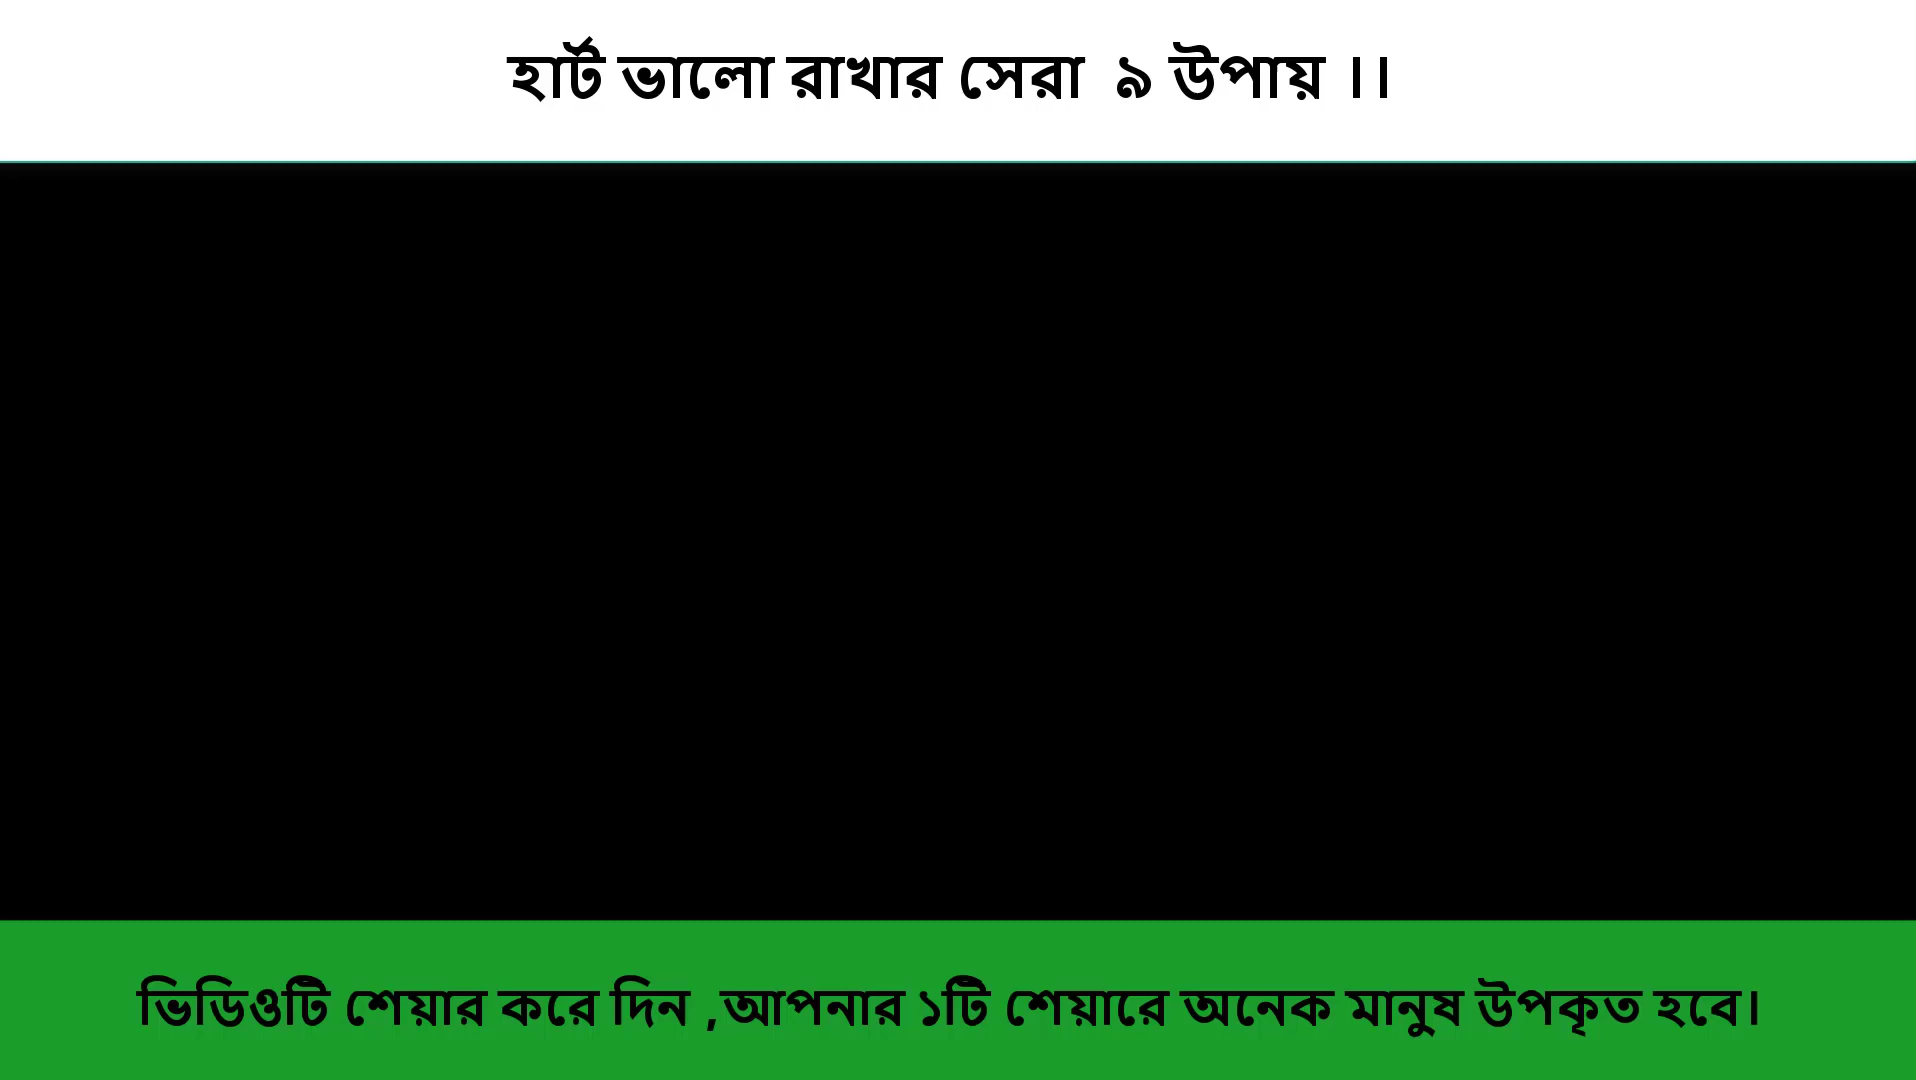 হার্ট ভালো রাখার সেরা ৯ উপায় ।।
ভিডিওটি শেয়ার করে দিন ,আপনার ১টি শেয়ারে অনেক মানুষ উপকৃত হবে।